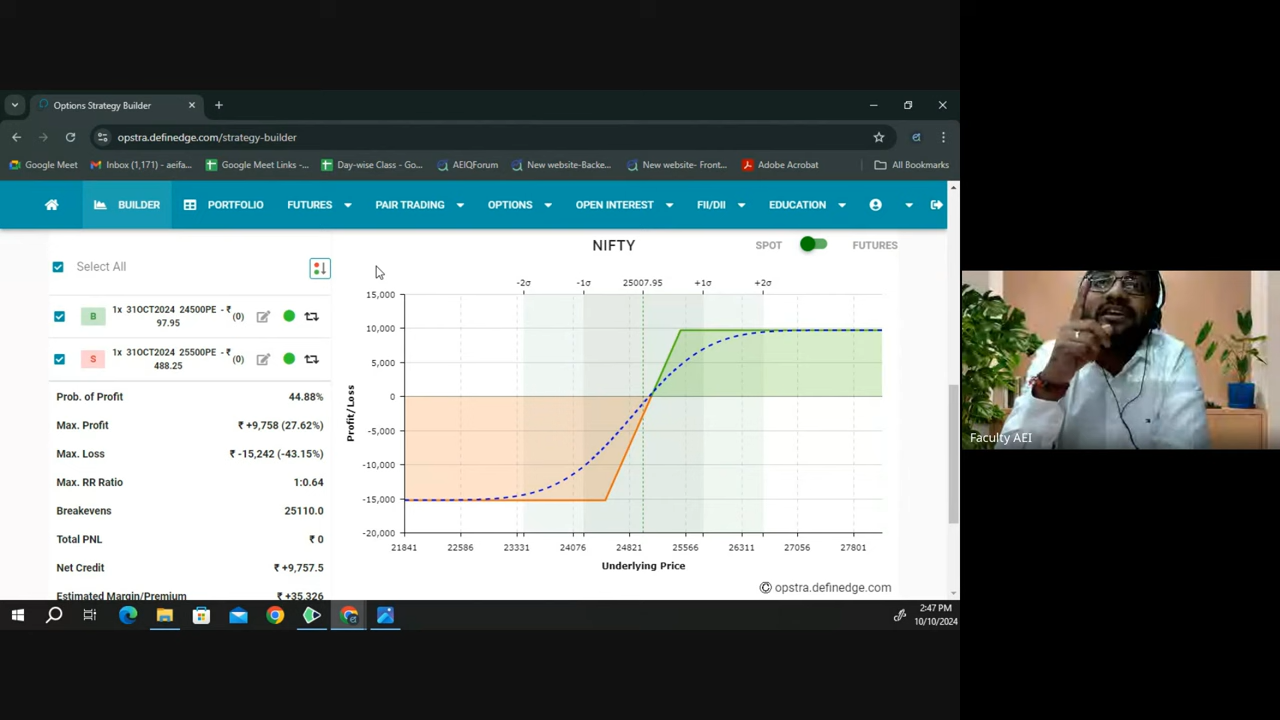 Options Strategy Builder
opstra.definedge.com/strategy-builder
Google Meet
Inbox (1,171) - aeifa...
Google Meet Links -...
Day-wise Class - Go...
AEIQForum
New website-Backe...
New website- Front...
Adobe Acrobat
All Bookmarks
BUILDER
PORTFOLIO
FUTURES
PAIR TRADING
OPTIONS
OPEN INTEREST
FII/DII
EDUCATION
Select All
B
1x 31OCT2024 24500PE - ₹
97.95
(0)
S
1x 31OCT2024 25500PE - ₹
488.25
(0)
Prob. of Profit 44.88%
Max. Profit ₹ +9,758 (27.62%)
Max. Loss ₹ -15,242 (-43.15%)
Max. RR Ratio 1:0.64
Breakevens 25110.0
Total PNL ₹ 0
Net Credit ₹ +9,757.5
Estimated Margin/Premium ₹ +35,326
NIFTY
SPOT
FUTURES
-2σ -1σ 25007.95 +1σ +2σ
15,000
10,000
5,000
0
-5,000
-10,000
-15,000
-20,000
Profit/Loss
21841 22586 23331 24076 24821 25566 26311 27056 27801
Underlying Price
© opstra.definedge.com
2:47 PM
10/10/2024
Faculty AEI